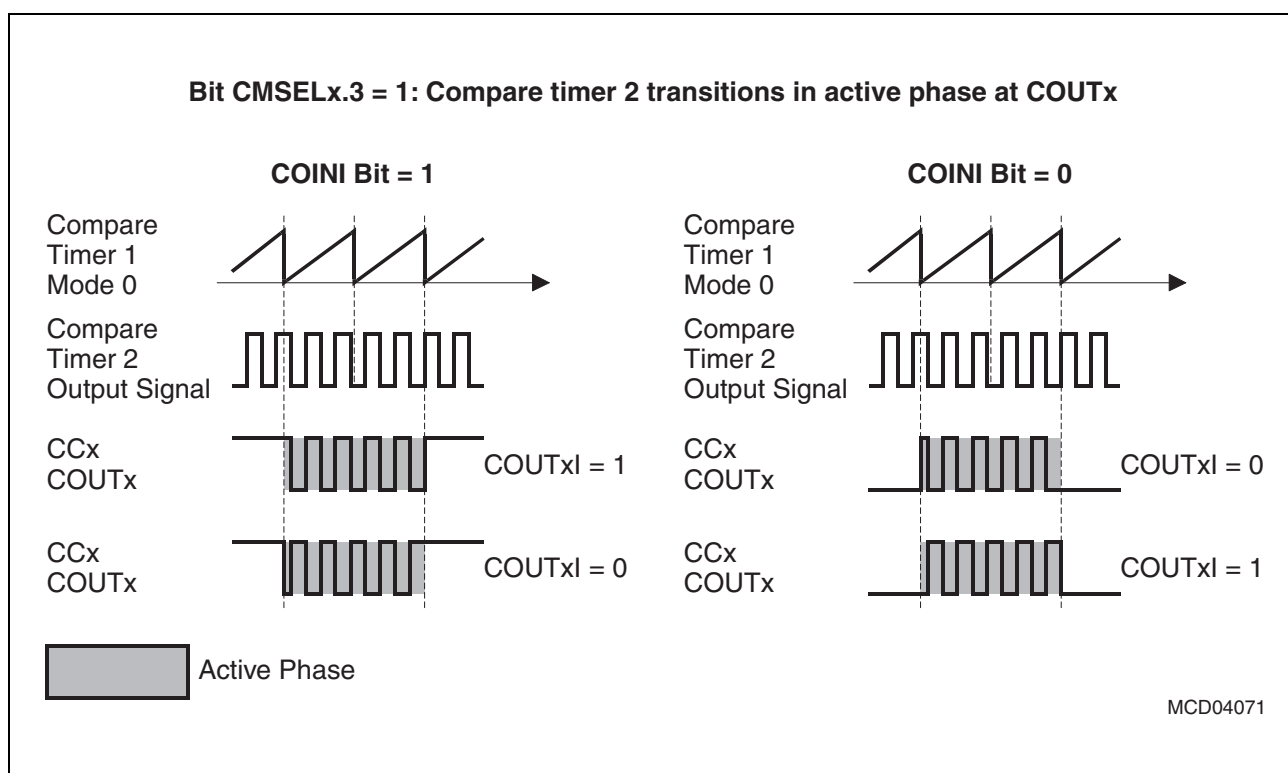 Bit CMSELx.3 = 1: Compare timer 2 transitions in active phase at COUTx
COINI Bit = 1
Compare
Timer 1
Mode 0
Compare
Timer 2
Output Signal
CCx
COUTx
COUTxI = 1
CCx
COUTx
COUTxI = 0
COINI Bit = 0
Compare
Timer 1
Mode 0
Compare
Timer 2
Output Signal
CCx
COUTx
COUTxI = 0
CCx
COUTx
COUTxI = 1
Active Phase
MCD04071